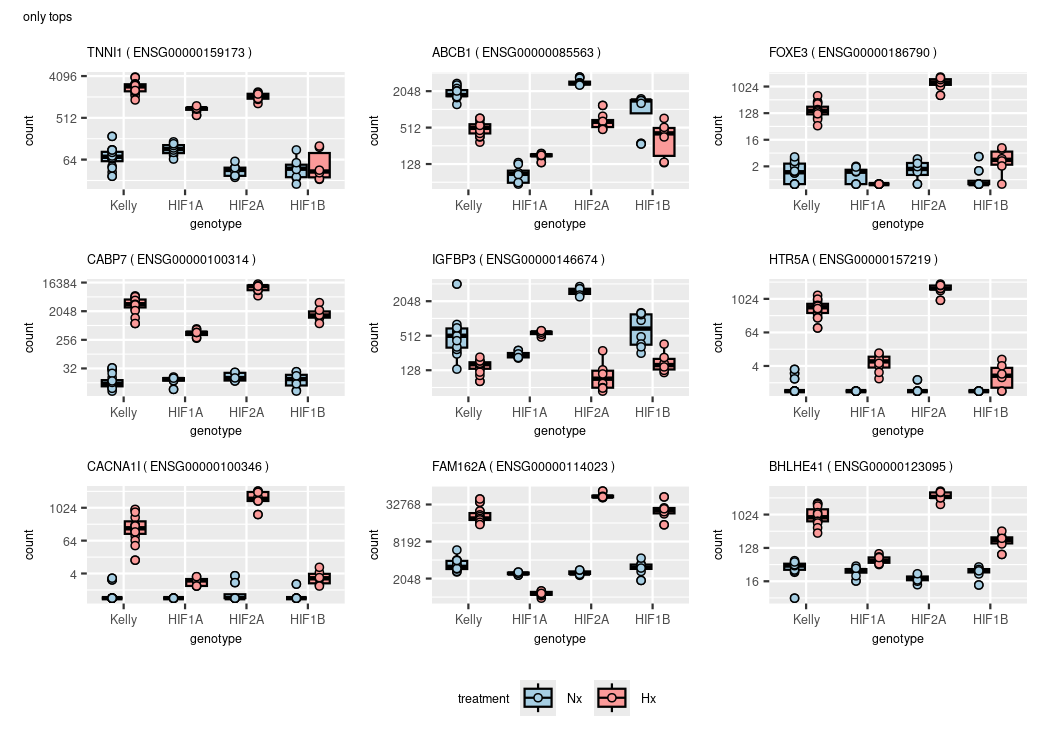 only tops
TNNI1 ( ENSG00000159173 )
4096
512
64
count
Kelly HIF1A HIF2A HIF1B
genotype
ABCB1 ( ENSG00000085563)
2048
512
128
count
Kelly HIF1A HIF2A HIF1B
genotype
FOXE3 ( ENSG00000186790 )
1024
128
16
2
count
Kelly HIF1A HIF2A HIF1B
genotype
CABP7 ( ENSG00000100314 )
16384
2048
256
32
count
Kelly HIF1A HIF2A HIF1B
genotype
IGFBP3 ( ENSG00000146674 )
2048
512
128
count
Kelly HIF1A HIF2A HIF1B
genotype
HTR5A ( ENSG00000157219 )
1024
64
4
count
Kelly HIF1A HIF2A HIF1B
genotype
CACNA1I ( ENSG00000100346 )
1024
64
4
count
Kelly HIF1A HIF2A HIF1B
genotype
FAM162A ( ENSG00000114023 )
32768
8192
2048
count
Kelly HIF1A HIF2A HIF1B
genotype
BHLHE41 ( ENSG00000123095 )
1024
128
16
count
Kelly HIF1A HIF2A HIF1B
genotype
treatment Nx Hx